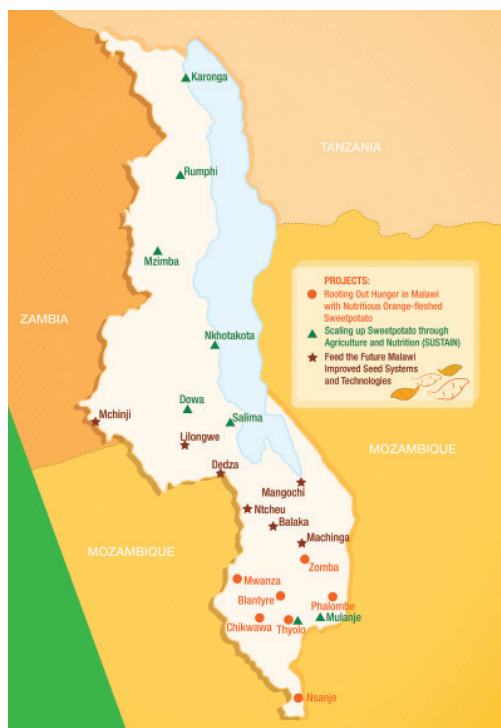 Karonga
TANZANIA
Rumphi
Mzimba
PROJECTS:
Rooting Out Hunger in Malawi
with Nutritious Orange-fleshed
Sweetpotato
Scaling up Sweetpotato through
Agriculture and Nutrition (SUSTAIN)
Feed the Future Malawi
Improved Seed Systems
and Technologies
ZAMBIA
Nkhotakota
Dowa
Mchinji
Salima
Lilongwe
MOZAMBIQUE
Dedza
Mangochi
Ntcheu
Balaka
Machinga
MOZAMBIQUE
Zomba
Mwanza
Blantyre
Phalombe
Chikwawa
Thyolo
Mulanje
Nsanje